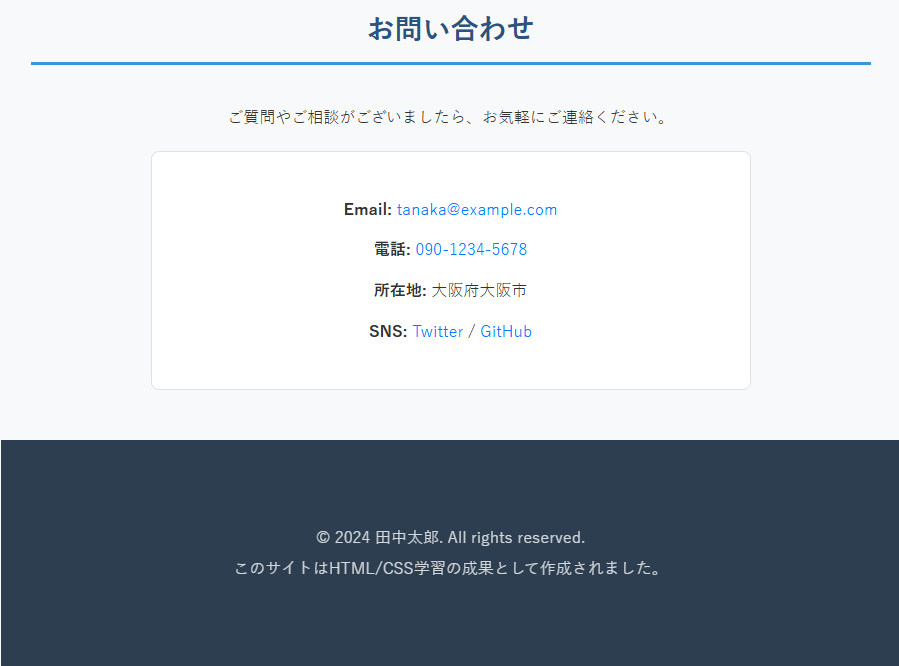 お問い合わせ
ご質問やご相談がございましたら、お気軽にご連絡ください。
Email: tanaka@example.com
電話: 090-1234-5678
所在地: 大阪府大阪市
SNS: Twitter / GitHub
© 2024 田中太郎. All rights reserved.
このサイトはHTML/CSS学習の成果として作成されました。